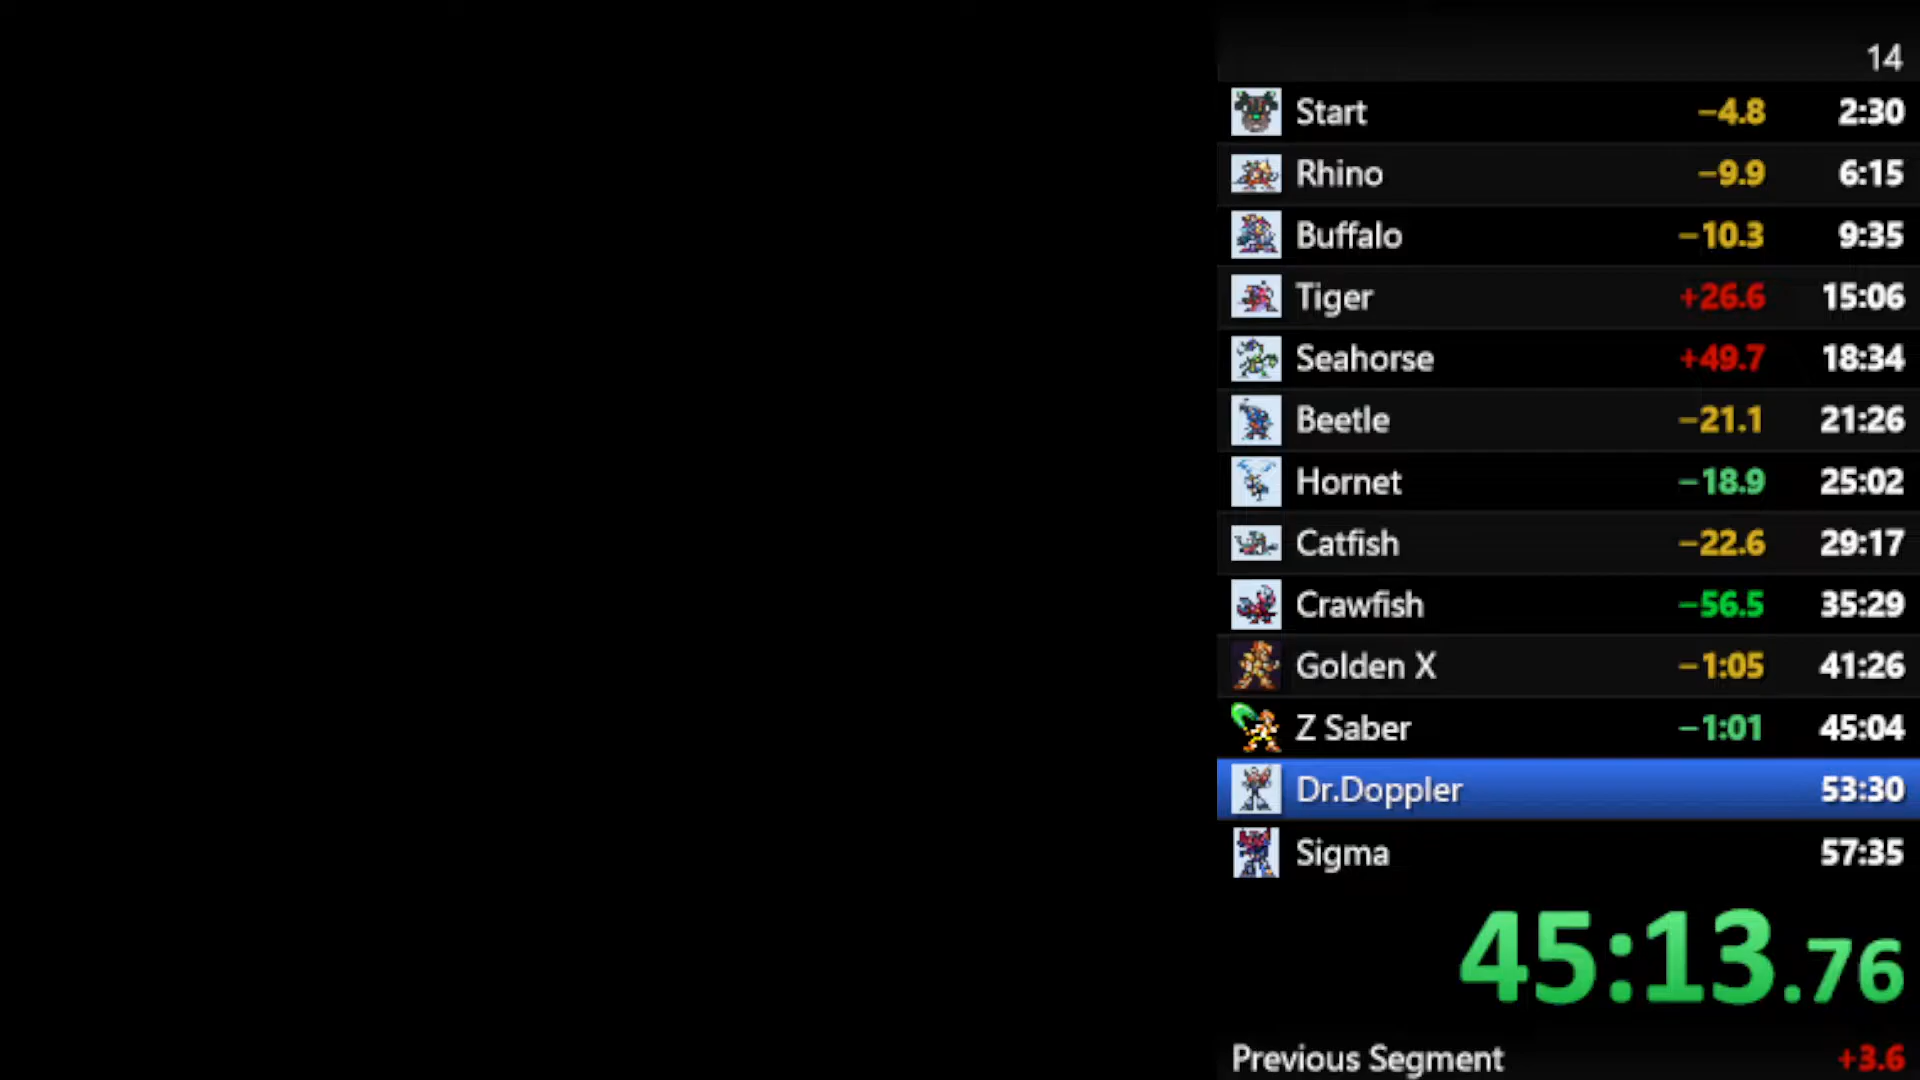 14
Start −4.8 2:30
Rhino −9.9 6:15
Buffalo −10.3 9:35
Tiger +26.6 15:06
Seahorse +49.7 18:34
Beetle −21.1 21:26
Hornet −18.9 25:02
Catfish −22.6 29:17
Crawfish −56.5 35:29
Golden X −1:05 41:26
Z Saber −1:01 45:04
Dr.Doppler 53:30
Sigma 57:35
45:13.76
Previous Segment +3.6